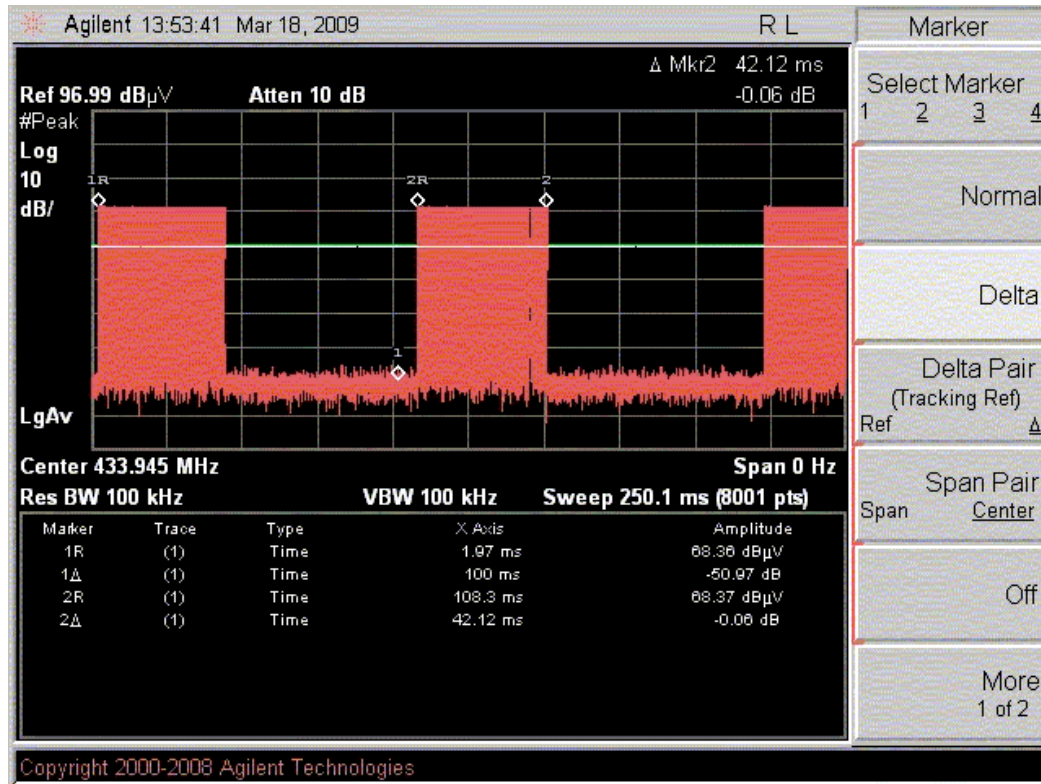 Agilent 13:53:41 Mar 18, 2009 R L
Δ Mkr2 42.12 ms
Ref 96.99 dBµV Atten 10 dB -0.06 dB
#Peak
Log
10
dB/
1R 2R 2
1
LgAv
Center 433.945 MHz Span 0 Hz
Res BW 100 kHz VBW 100 kHz Sweep 250.1 ms (8001 pts)
Marker Trace Type X Axis Amplitude
1R (1) Time 1.97 ms 68.36 dBµV
1Δ (1) Time 100 ms -50.97 dB
2R (1) Time 108.3 ms 68.37 dBµV
2Δ (1) Time 42.12 ms -0.06 dB
Copyright 2000-2008 Agilent Technologies
Marker
Select Marker
1 2 3 4
Normal
Delta
Delta Pair
(Tracking Ref)
Ref Δ
Span Pair
Span Center
Off
More
1 of 2